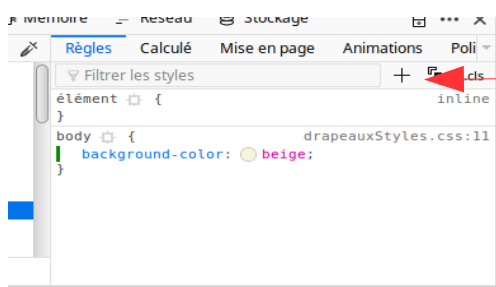 Mémoire Réseau Stockage
Règles Calculé Mise en page Animations Poli
Filtrer les styles + .cls
élément { inline
}
body { drapeauxStyles.css:11
background-color: beige;
}